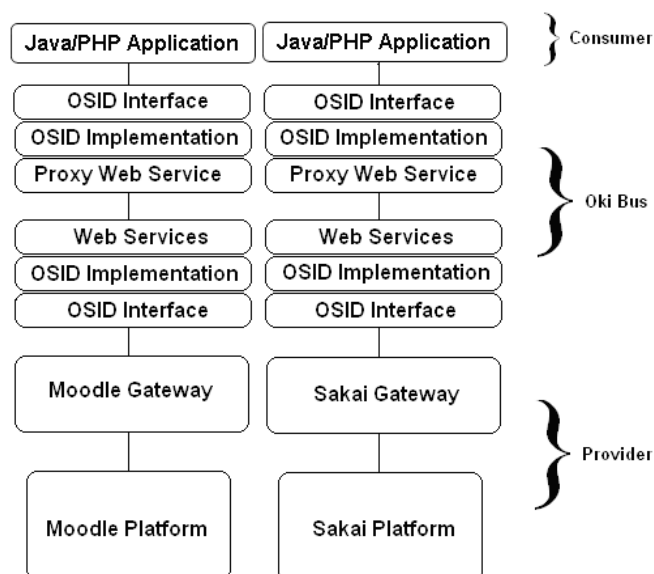 Java/PHP Application
Java/PHP Application
Consumer
OSID Interface
OSID Interface
OSID Implementation
OSID Implementation
Proxy Web Service
Proxy Web Service
Oki Bus
Web Services
Web Services
OSID Implementation
OSID Implementation
OSID Interface
OSID Interface
Moodle Gateway
Sakai Gateway
Provider
Moodle Platform
Sakai Platform